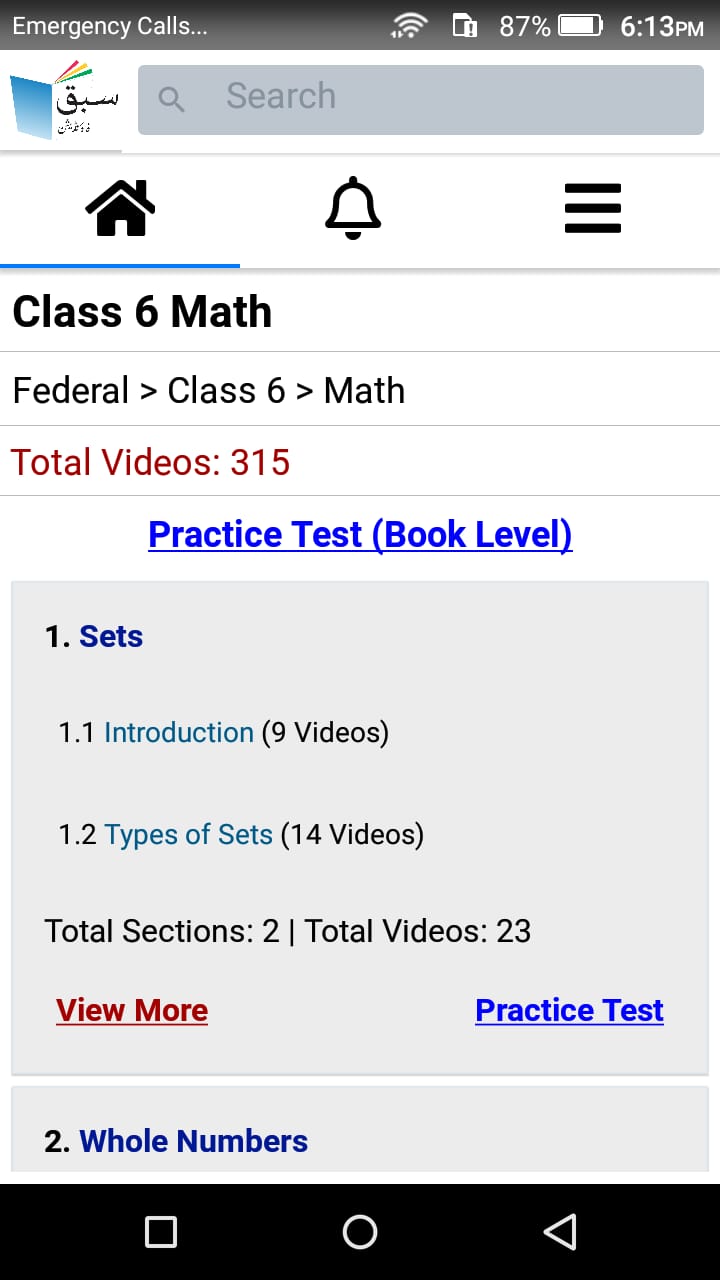 Emergency Calls...
87%
6:13PM
سبق
فاؤنڈیشن
Search
Class 6 Math
Federal > Class 6 > Math
Total Videos: 315
Practice Test (Book Level)
1. Sets
1.1 Introduction (9 Videos)
1.2 Types of Sets (14 Videos)
Total Sections: 2 | Total Videos: 23
View More
Practice Test
2. Whole Numbers